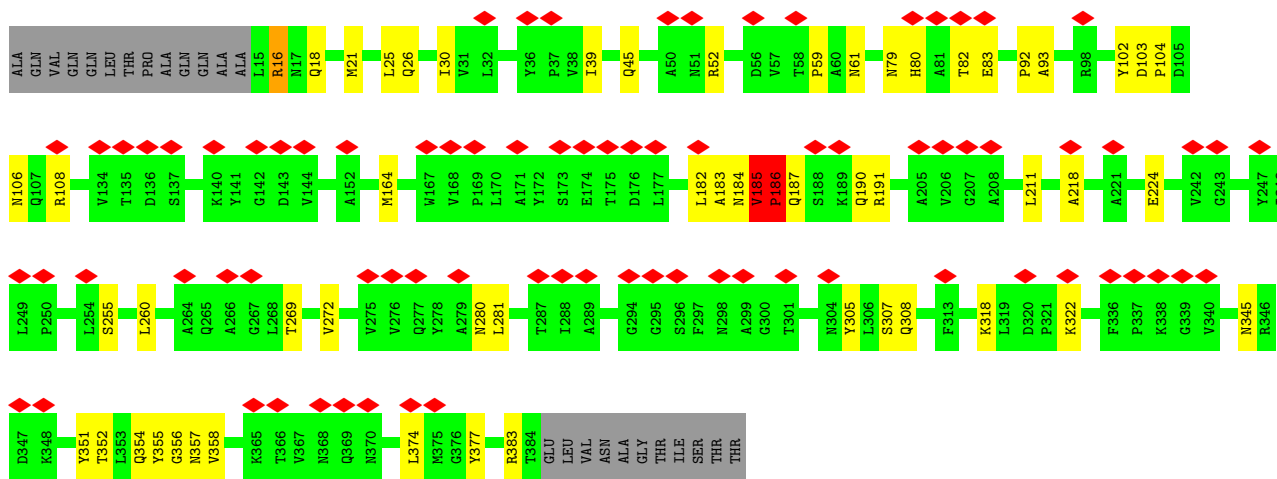 ALA GLN VAL GLN GLN LEU THR PRO ALA GLN GLN ALA ALA L15 R16 N17 Q18 M21 L25 Q26 I30 V31 L32 Y36 P37 V38 I39 Q45 A50 N51 R52 D56 V57 T58 P59 A60 N61 N79 H80 A81 T82 E83 P92 A93 R98 Y102 D103 P104 D105
N106 Q107 R108 V134 T135 D136 S137 K140 Y141 G142 D143 V144 A152 M164 W167 V168 P169 L170 A171 Y172 S173 E174 T175 D176 L177 L182 A183 N184 V185 P186 Q187 S188 K189 Q190 R191 A205 V206 G207 A208 L211 A218 A221 E224 V242 G243 Y247
L249 P250 L254 S255 L260 A264 Q265 A266 G267 L268 T269 V272 V275 V276 Q277 Y278 A279 N280 L281 T287 I288 A289 G294 G295 S296 F297 N298 A299 G300 T301 N304 Y305 L306 S307 Q308 F313 K318 L319 D320 P321 K322 F336 P337 K338 G339 V340 N345 R346
D347 K348 Y351 T352 L353 Q354 Y355 G356 N357 V358 K365 T366 V367 N368 Q369 N370 L374 M375 G376 Y377 R383 T384 GLU LEU VAL ASN ALA GLY THR ILE SER THR THR